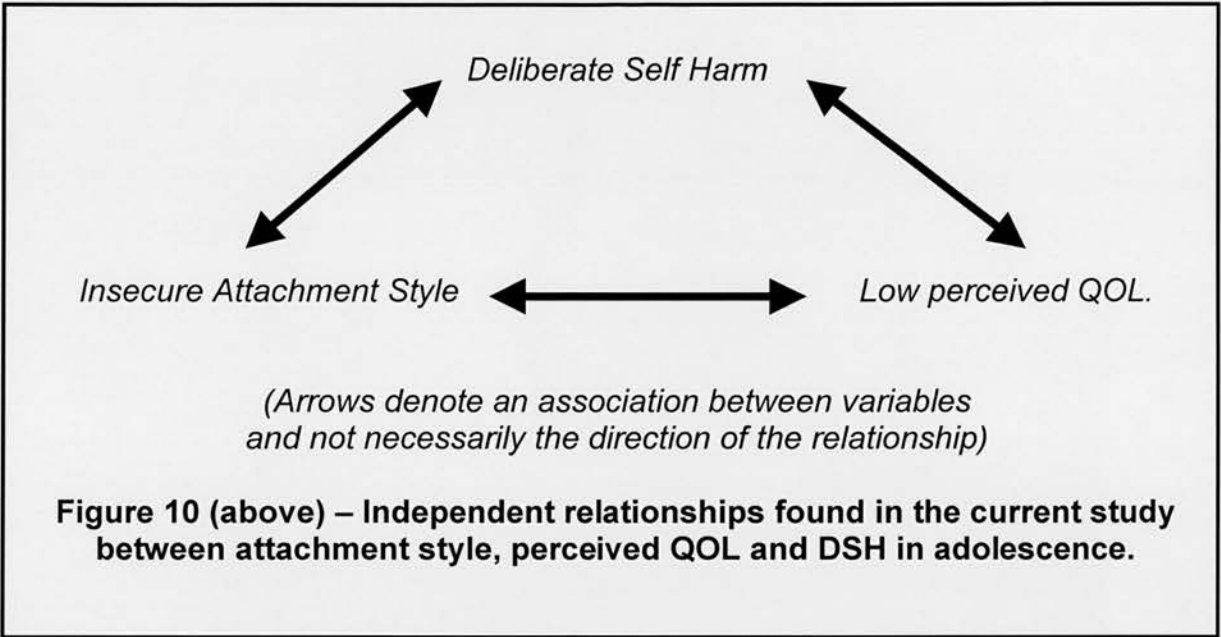 Deliberate Self Harm
Insecure Attachment Style
Low perceived QOL.
(Arrows denote an association between variables
and not necessarily the direction of the relationship)
Figure 10 (above) – Independent relationships found in the current study
between attachment style, perceived QOL and DSH in adolescence.